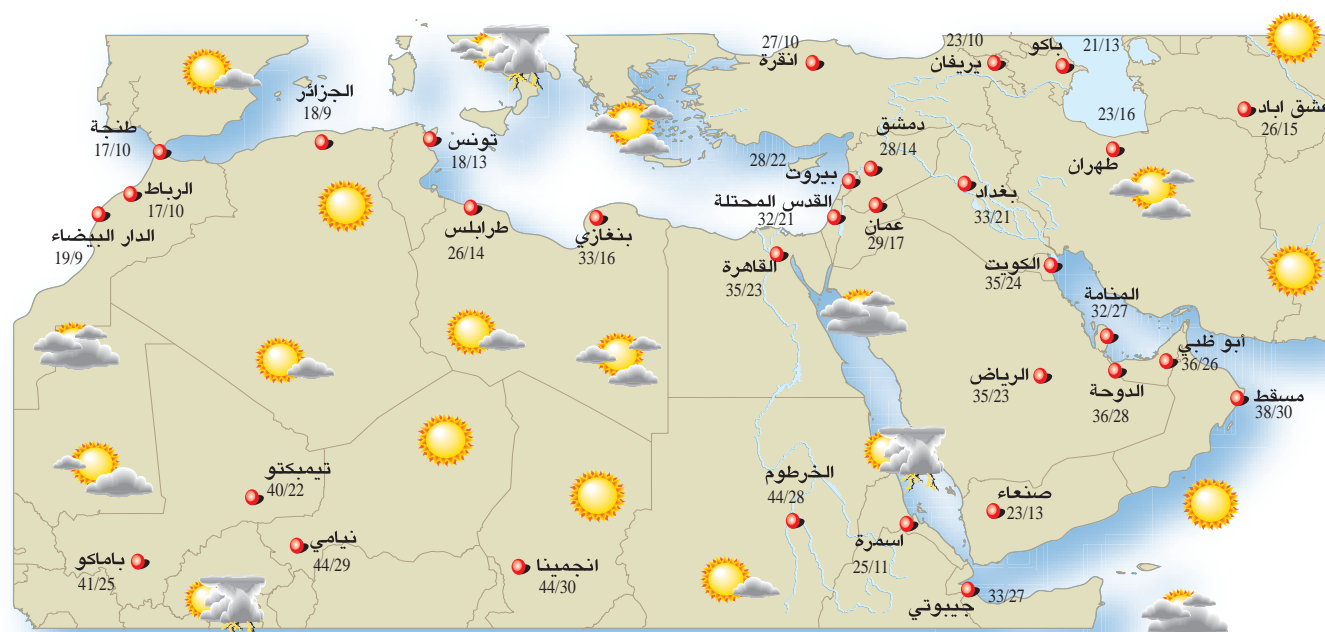 27/10
انقرة
23/10
يريفان
باكو
21/13
عشق اباد
26/15
23/16
طهران
الجزائر
18/9
طنجة
17/10
تونس
18/13
دمشق
28/14
28/22
بيروت
بغداد
33/21
الرباط
17/10
القدس المحتلة
32/21
عمان
29/17
الدار البيضاء
19/9
طرابلس
26/14
بنغازي
33/16
القاهرة
35/23
الكويت
35/24
المنامة
32/27
أبو ظبي
36/26
الرياض
35/23
الدوحة
36/28
مسقط
38/30
تيمبكتو
40/22
الخرطوم
44/28
صنعاء
23/13
نيامي
44/29
باماكو
41/25
انجمينا
44/30
اسمرة
25/11
جيبوتي
33/27